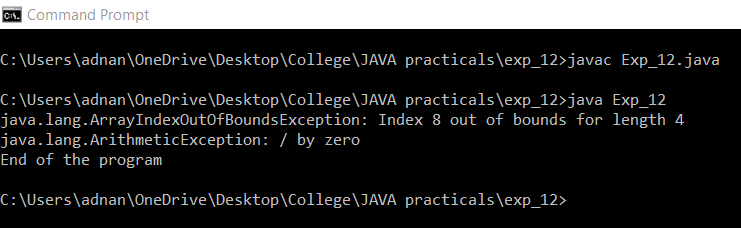 Command Prompt
C:\Users\adnan\OneDrive\Desktop\College\JAVA practicals\exp_12>javac Exp_12.java
C:\Users\adnan\OneDrive\Desktop\College\JAVA practicals\exp_12>java Exp_12
java.lang.ArrayIndexOutOfBoundsException: Index 8 out of bounds for length 4
java.lang.ArithmeticException: / by zero
End of the program
C:\Users\adnan\OneDrive\Desktop\College\JAVA practicals\exp_12>